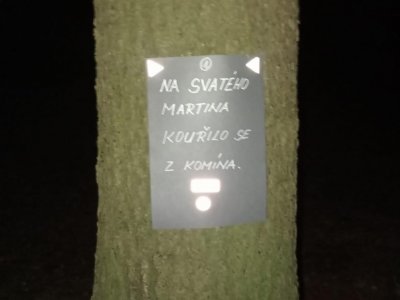 NA SVATÉHO
MARTINA
KOUŘILO SE
Z KOMÍNA.